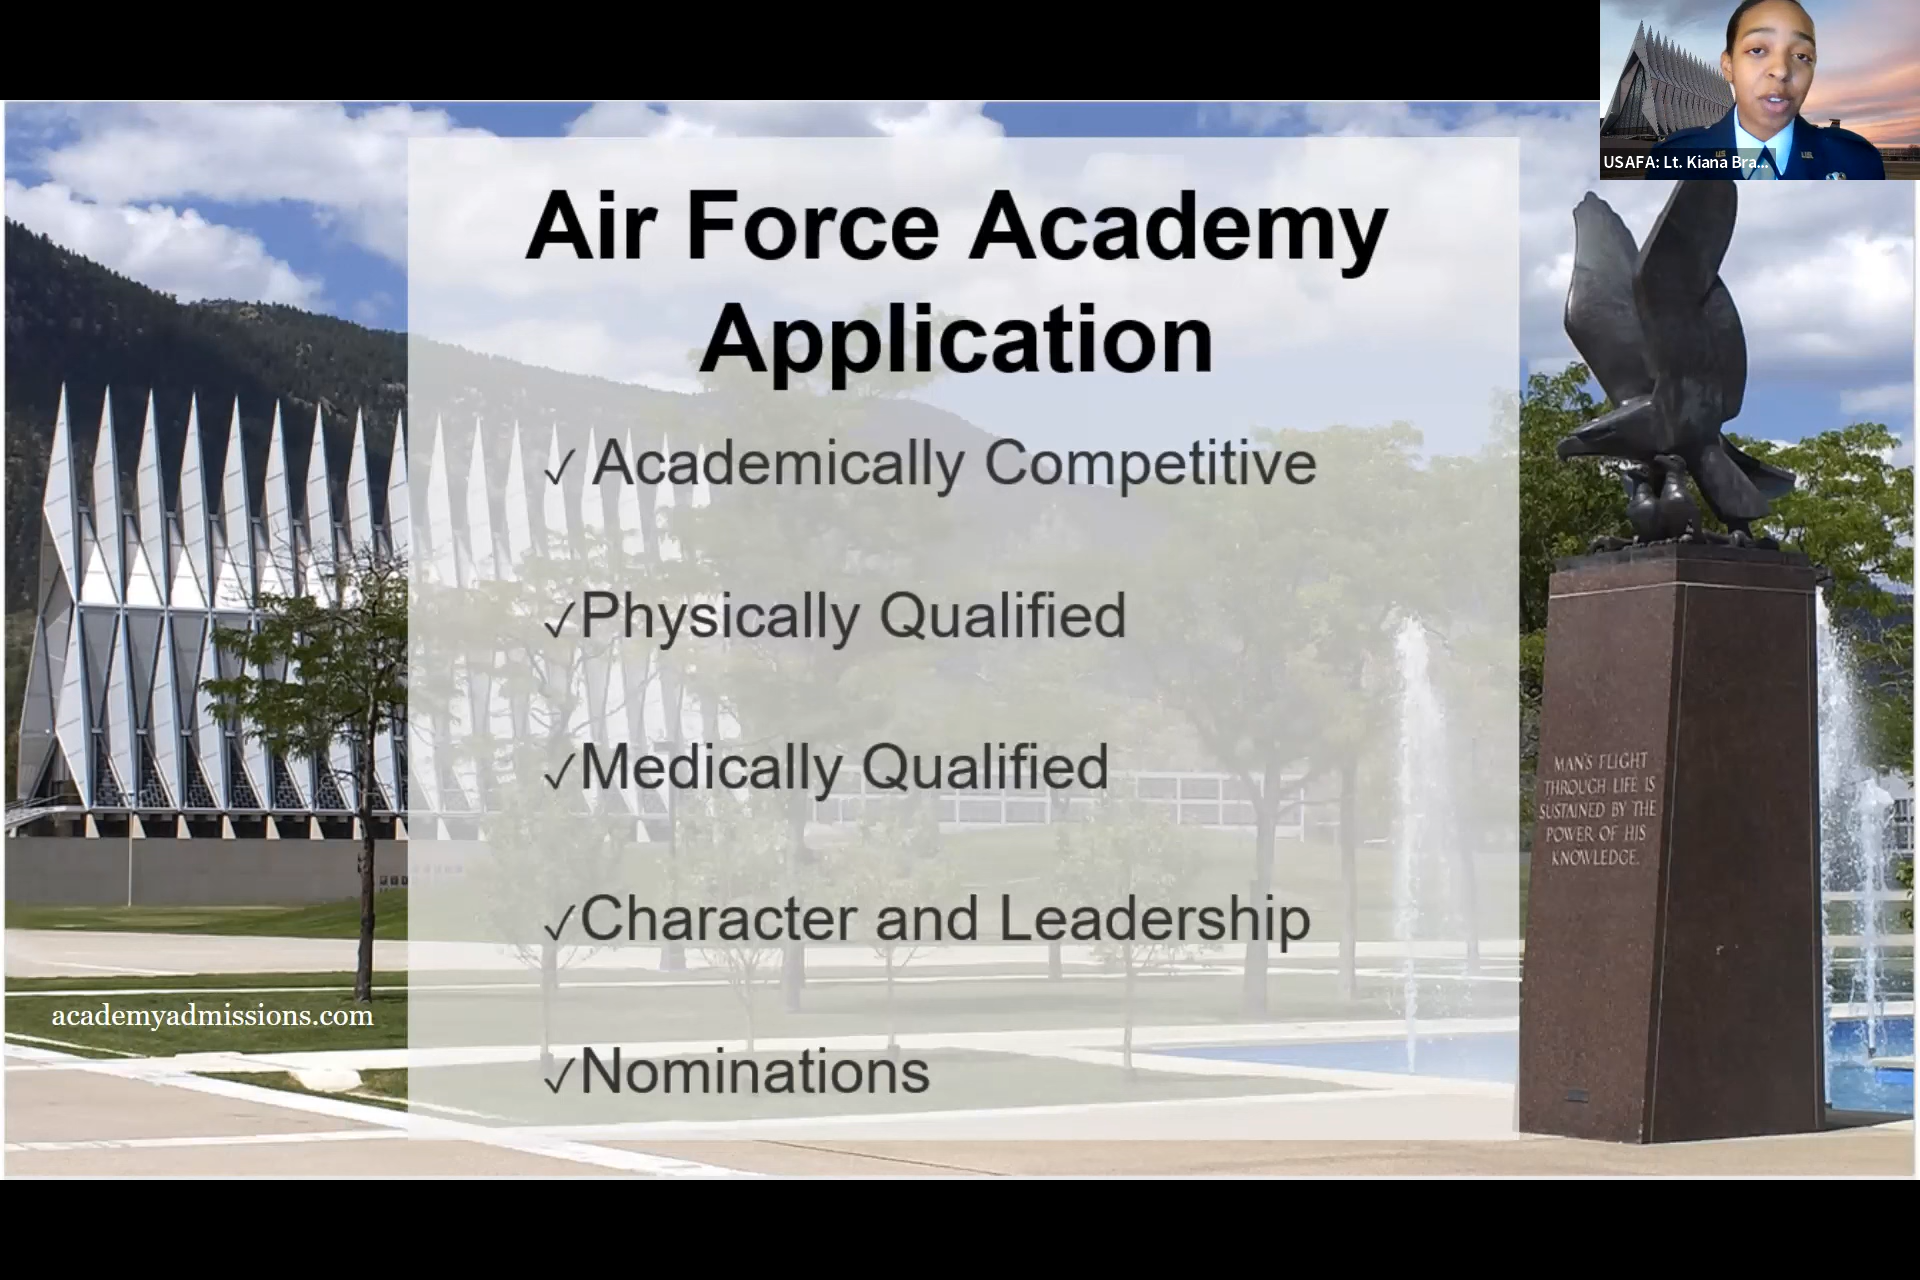 USAFA: Lt. Kiana Bra...
Air Force Academy
Application
✓ Academically Competitive
✓Physically Qualified
✓Medically Qualified
✓Character and Leadership
✓Nominations
academyadmissions.com
MAN'S FLIGHT
THROUGH LIFE IS
SUSTAINED BY THE
POWER OF HIS
KNOWLEDGE.